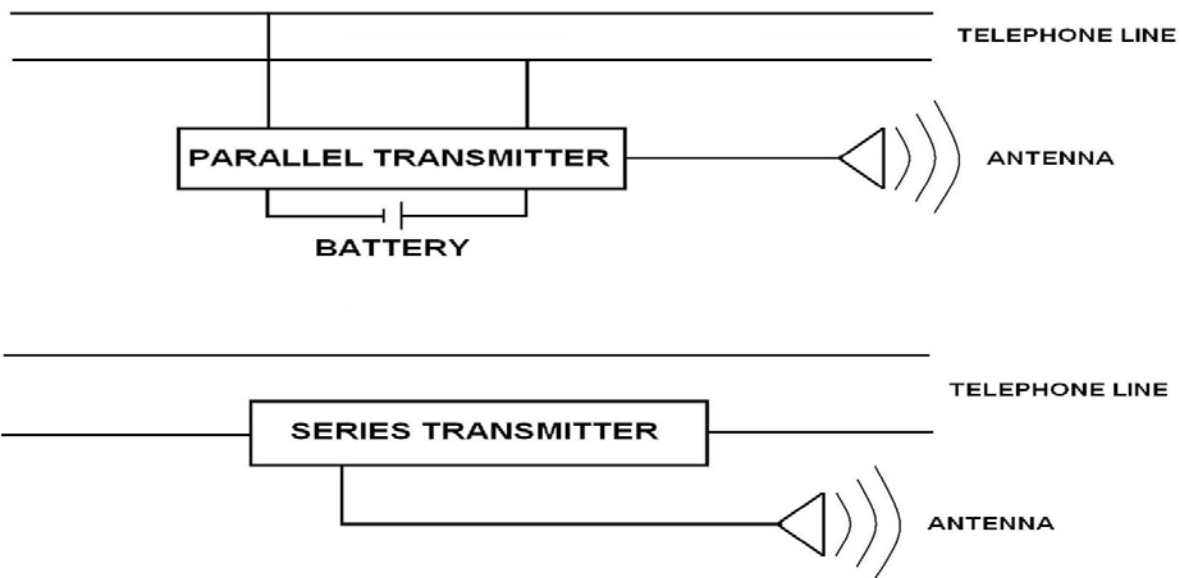 TELEPHONE LINE
PARALLEL TRANSMITTER
ANTENNA
BATTERY
TELEPHONE LINE
SERIES TRANSMITTER
ANTENNA